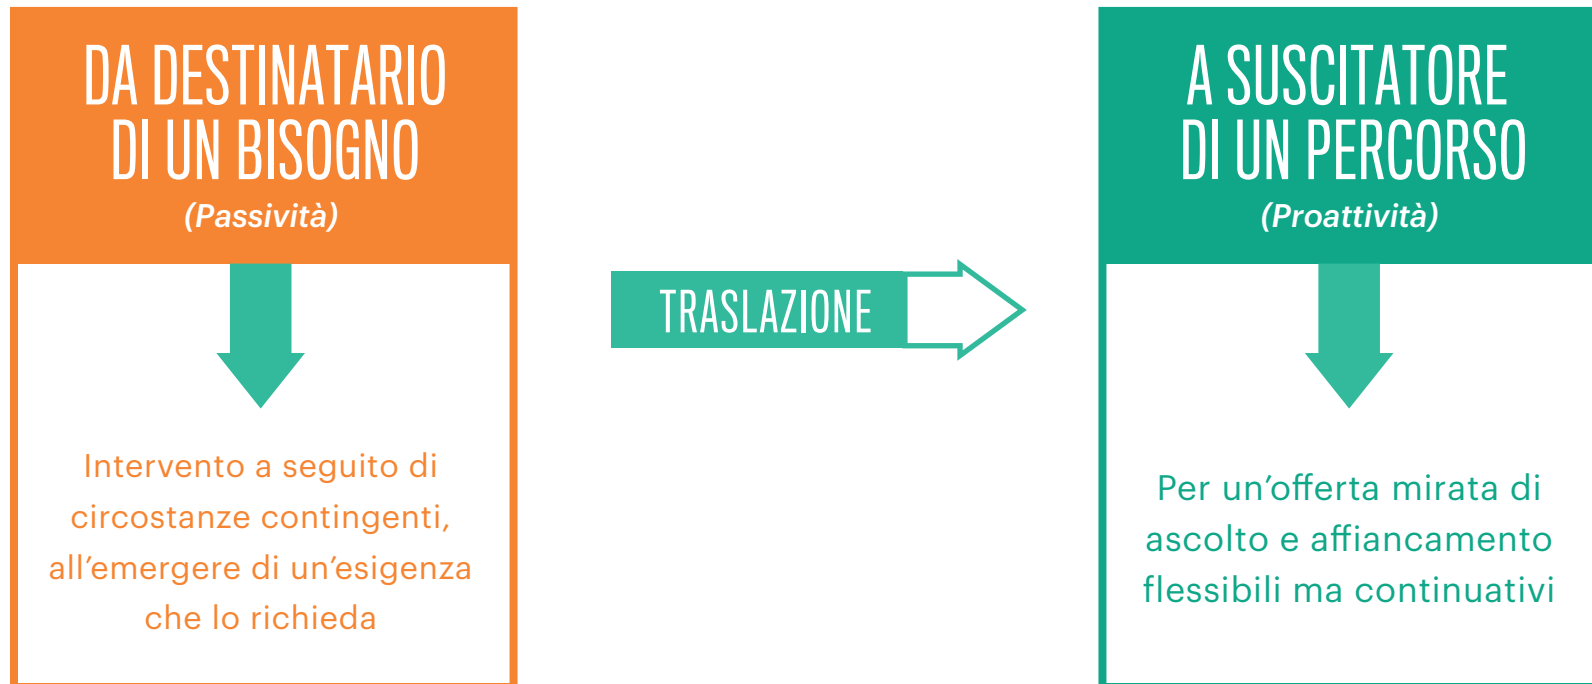 DA DESTINATARIO
DI UN BISOGNO
(Passività)
Intervento a seguito di
circostanze contingenti,
all’emergere di un’esigenza
che lo richieda
TRASLAZIONE
A SUSCITATORE
DI UN PERCORSO
(Proattività)
Per un’offerta mirata di
ascolto e affiancamento
flessibili ma continuativi